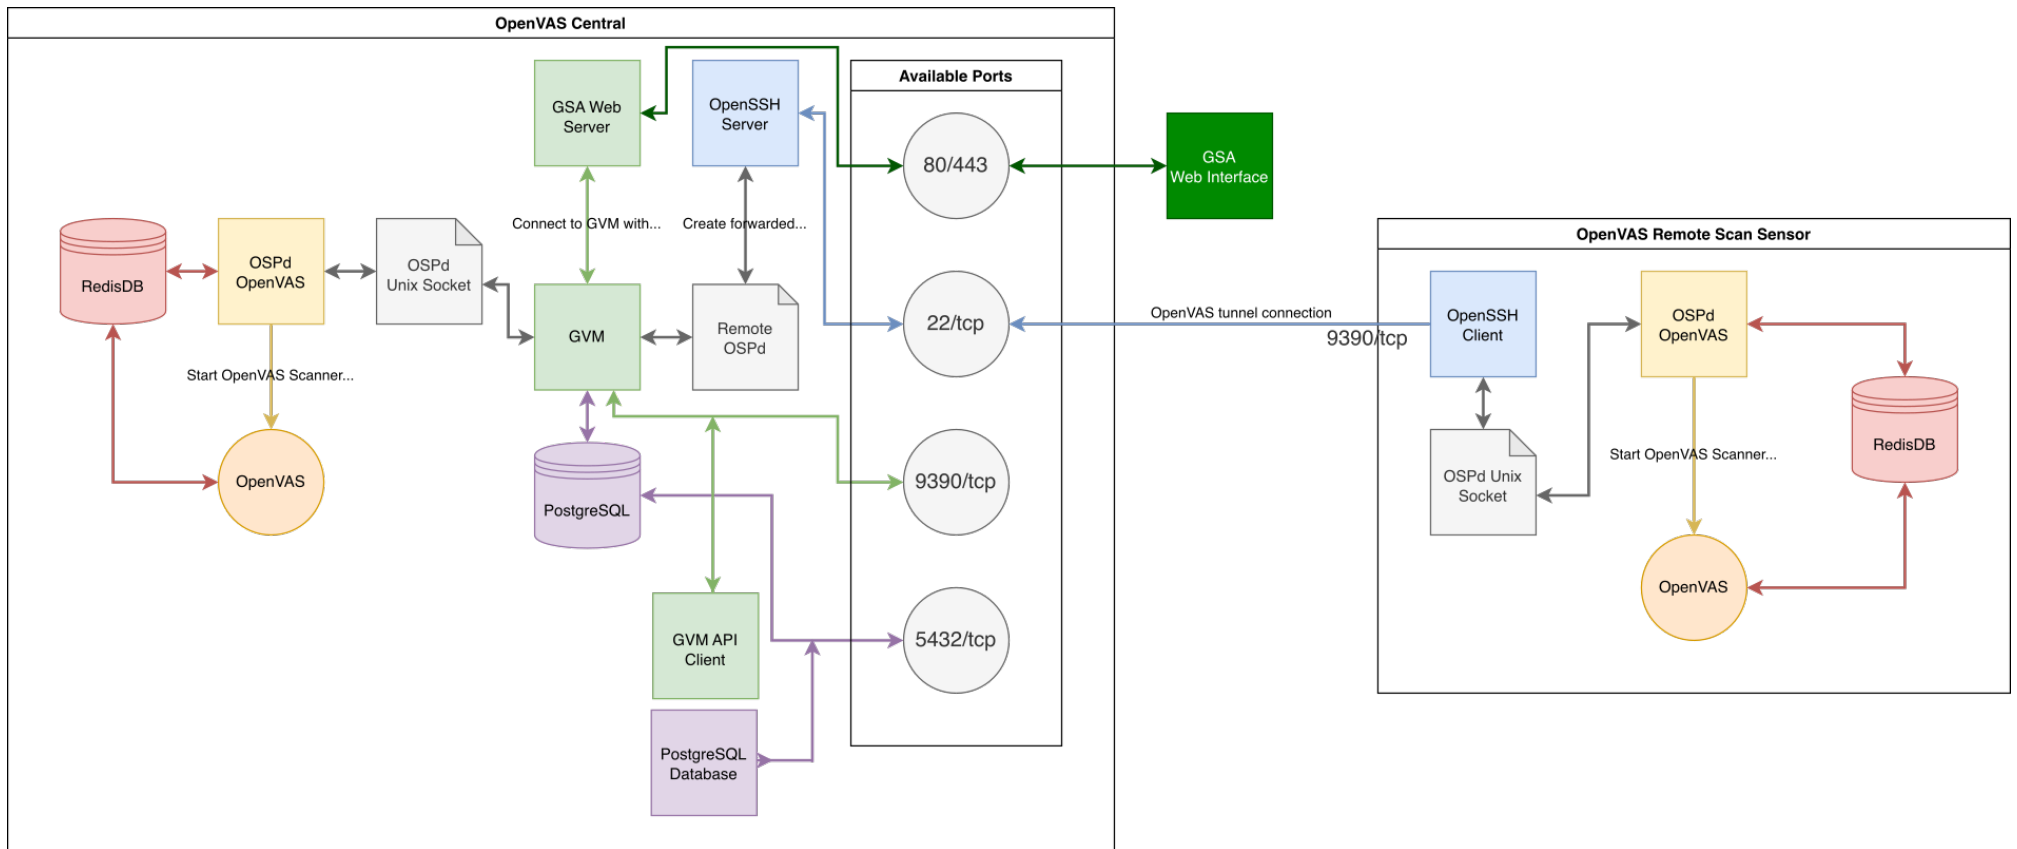 OpenVAS Central
Available Ports
GSA Web
Server
OpenSSH
Server
80/443
GSA
Web Interface
Connect to GVM with...
Create forwarded...
OpenVAS Remote Scan Sensor
RedisDB
OSPd
OpenVAS
OSPd
Unix Socket
GVM
Remote
OSPd
22/tcp
OpenVAS tunnel connection
9390/tcp
OpenSSH
Client
OSPd
OpenVAS
Start OpenVAS Scanner...
RedisDB
OpenVAS
PostgreSQL
9390/tcp
OSPd Unix
Socket
Start OpenVAS Scanner...
OpenVAS
GVM API
Client
5432/tcp
PostgreSQL
Database